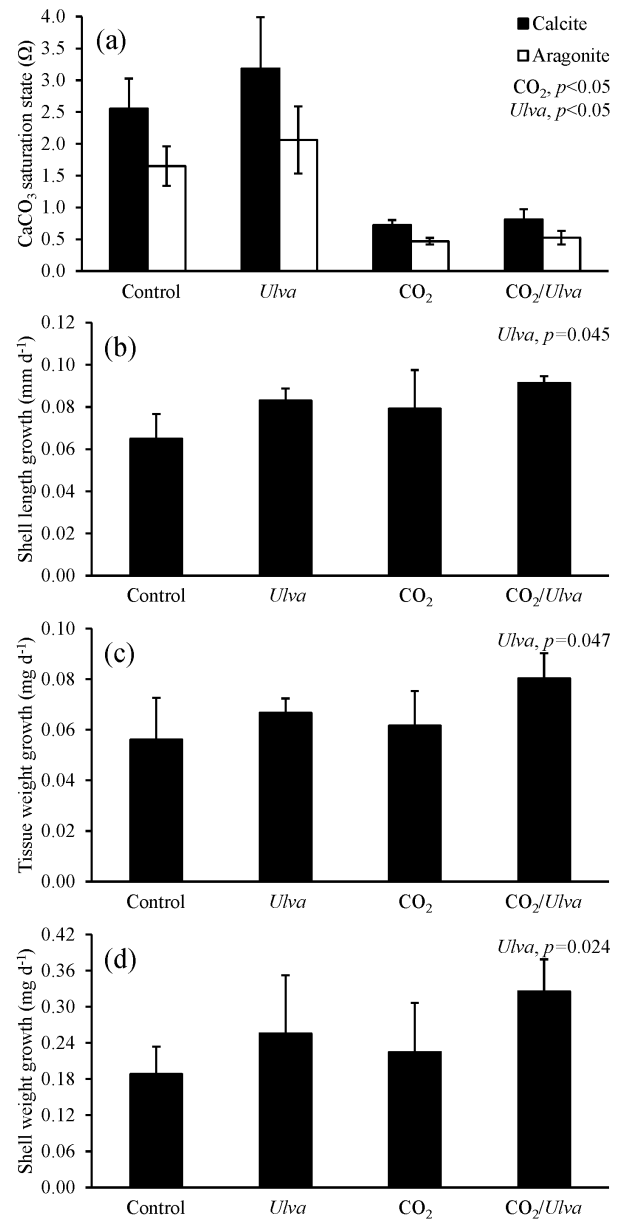 (a)
Calcite
Aragonite
CO₂, p<0.05
Ulva, p<0.05
CaCO₃ saturation state (Ω)
4.0
3.5
3.0
2.5
2.0
1.5
1.0
0.5
0.0
Control Ulva CO₂ CO₂/Ulva
(b)
Ulva, p=0.045
Shell length growth (mm d⁻¹)
0.12
0.10
0.08
0.06
0.04
0.02
0.00
Control Ulva CO₂ CO₂/Ulva
(c)
Ulva, p=0.047
Tissue weight growth (mg d⁻¹)
0.10
0.08
0.06
0.04
0.02
0.00
Control Ulva CO₂ CO₂/Ulva
(d)
Ulva, p=0.024
Shell weight growth (mg d⁻¹)
0.42
0.36
0.30
0.24
0.18
0.12
0.06
0.00
Control Ulva CO₂ CO₂/Ulva